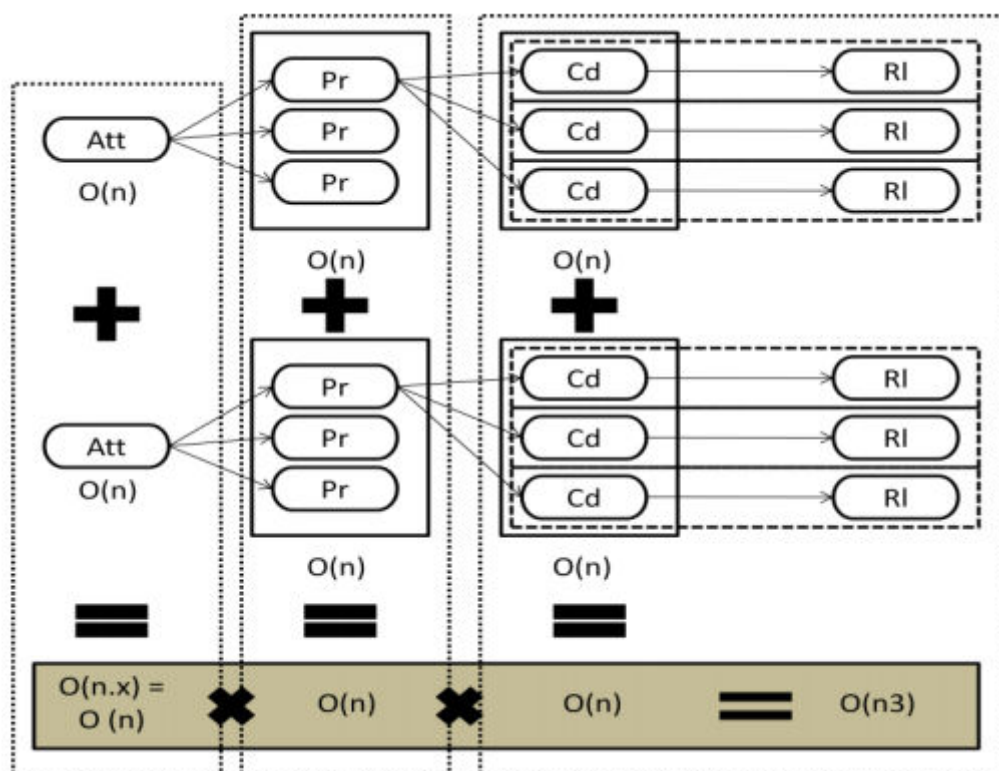 Pr Cd Rl
Att Pr Cd Rl
O(n) Pr Cd Rl
O(n) O(n)
Pr Cd Rl
Att Pr Cd Rl
O(n) Pr Cd Rl
O(n) O(n)
O(n.x) =
O (n) O(n) O(n) O(n3)